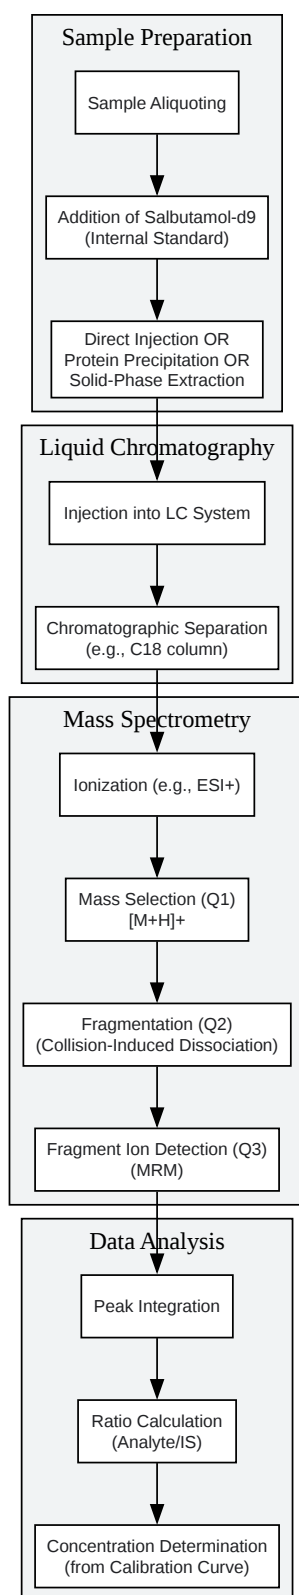 Sample Preparation
Sample Aliquoting
Addition of Salbutamol-d9
(Internal Standard)
Direct Injection OR
Protein Precipitation OR
Solid-Phase Extraction
Liquid Chromatography
Injection into LC System
Chromatographic Separation
(e.g., C18 column)
Mass Spectrometry
Ionization (e.g., ESI+)
Mass Selection (Q1)
[M+H]+
Fragmentation (Q2)
(Collision-Induced Dissociation)
Fragment Ion Detection (Q3)
(MRM)
Data Analysis
Peak Integration
Ratio Calculation
(Analyte/IS)
Concentration Determination
(from Calibration Curve)